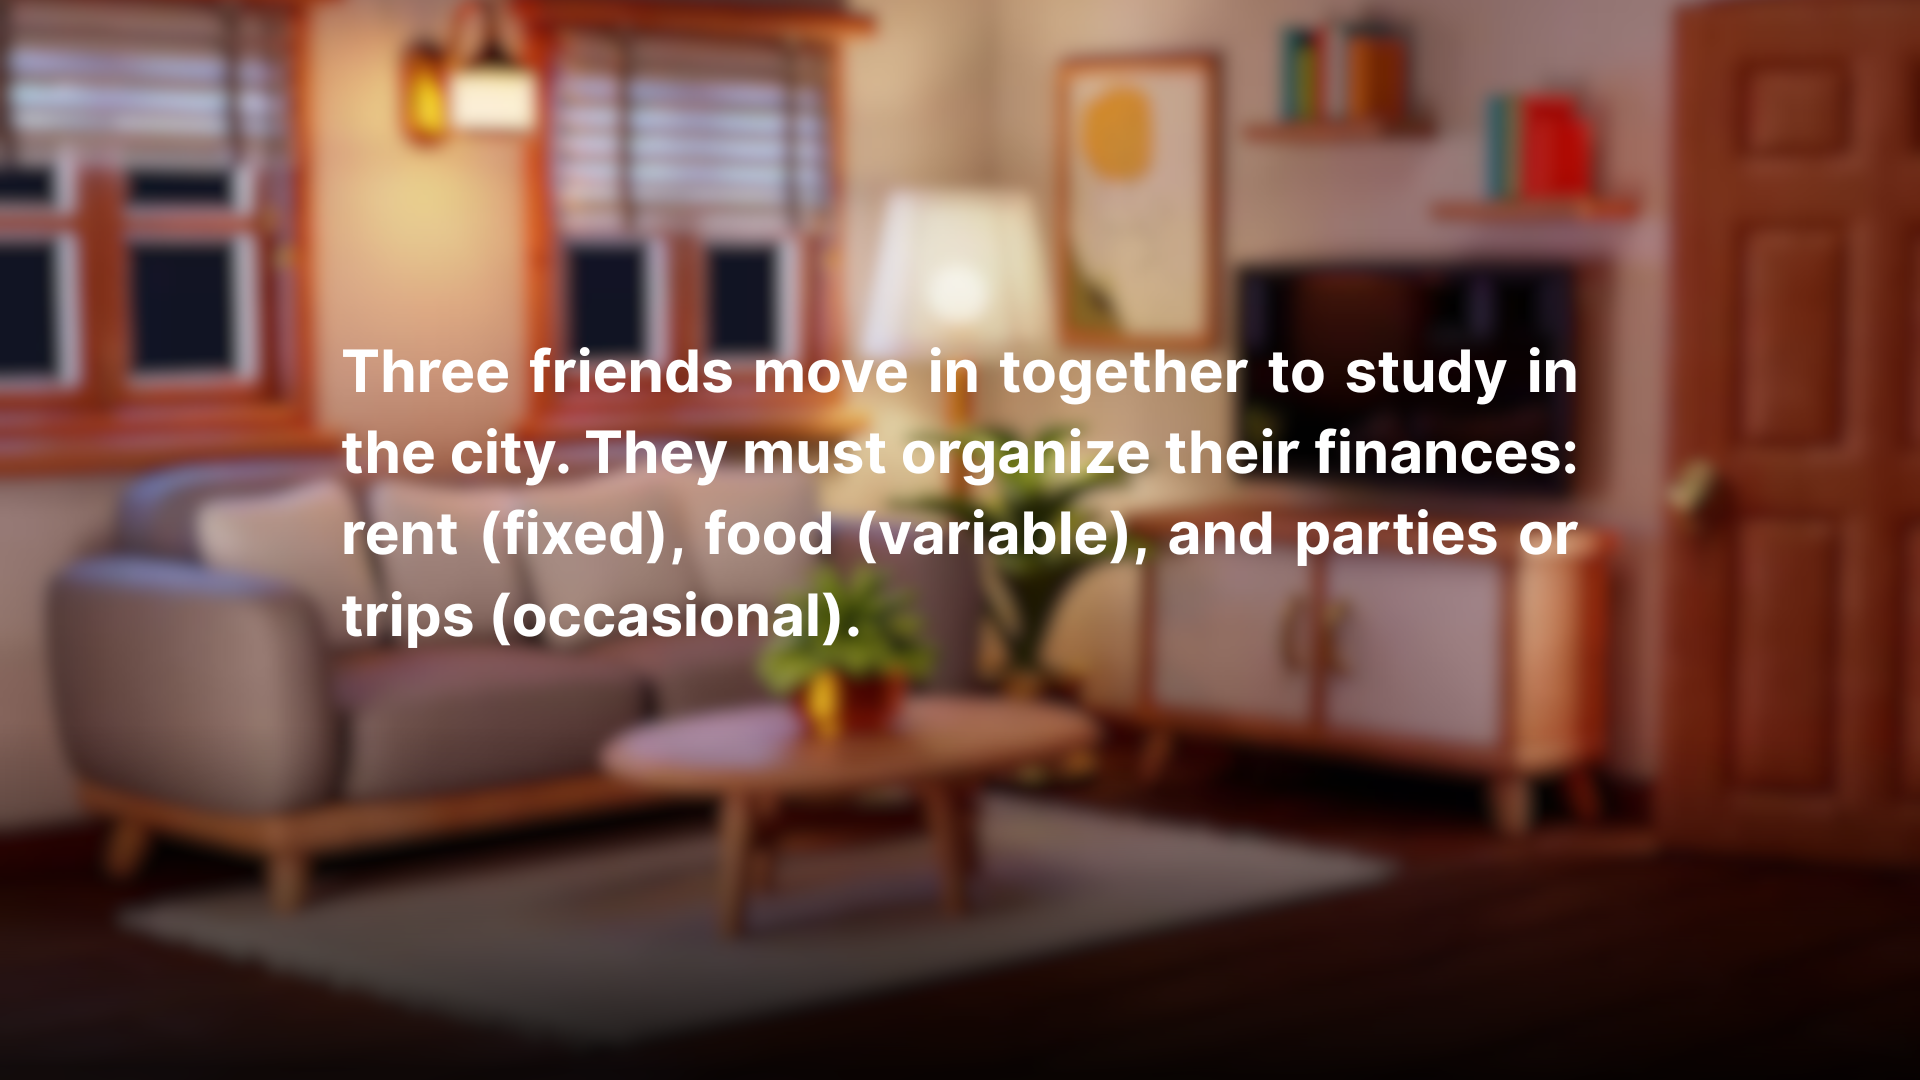 Three friends move in together to study in
the city. They must organize their finances:
rent (fixed), food (variable), and parties or
trips (occasional).